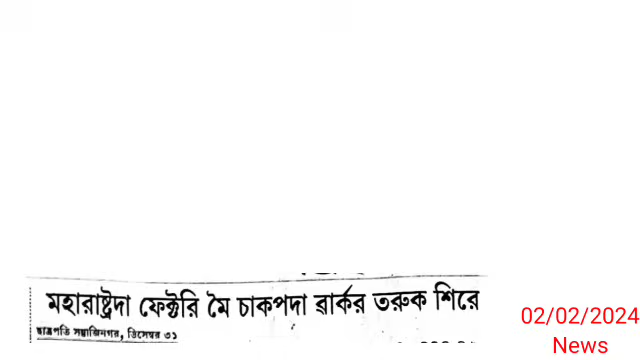 মহারাষ্ট্রদা ফেক্টরি মৈ চাকপদা ৱার্কর তরুক শিরে
ছত্রপতি সম্ভাজিনগর, ডিসেম্বর ৩১
02/02/2024
News